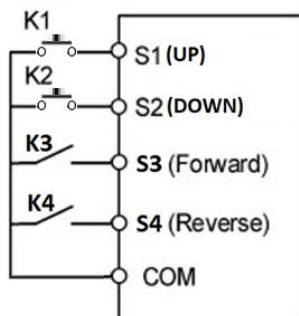 K1
S1 (UP)
K2
S2 (DOWN)
K3
S3 (Forward)
K4
S4 (Reverse)
COM